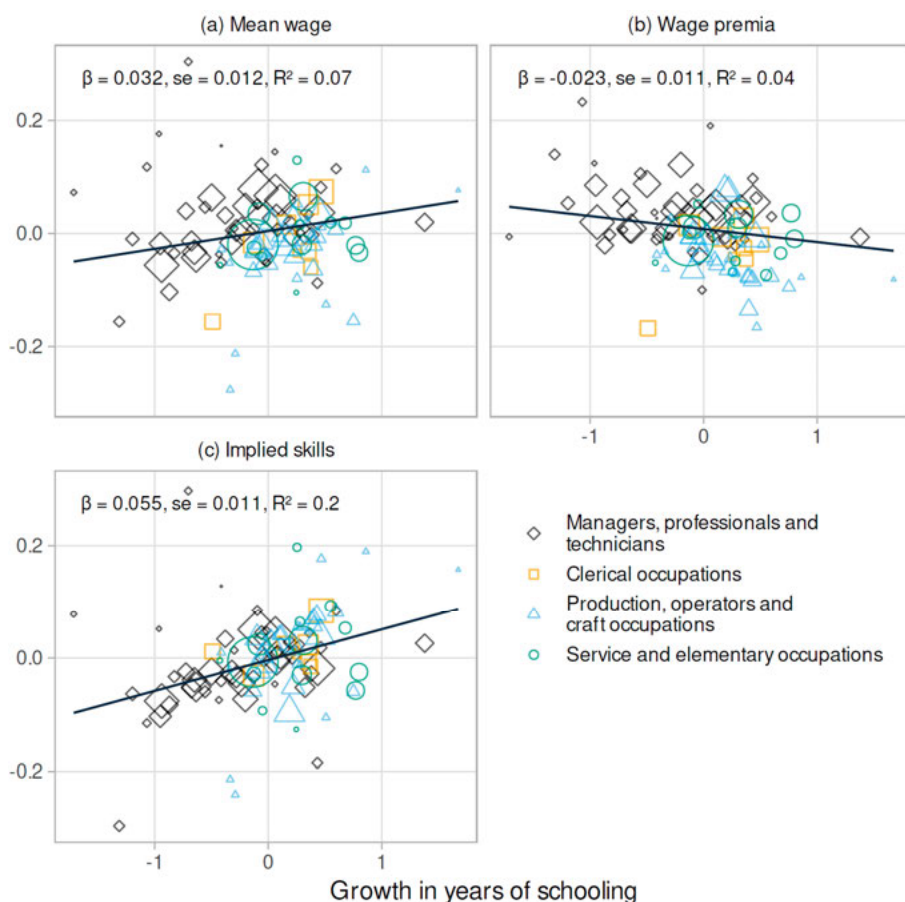 (a) Mean wage
β = 0.032, se = 0.012, R² = 0.07
0.2
0.0
-0.2
(b) Wage premia
β = -0.023, se = 0.011, R² = 0.04
-1
0
1
(c) Implied skills
β = 0.055, se = 0.011, R² = 0.2
0.2
0.0
-0.2
-1
0
1
Growth in years of schooling
Managers, professionals and
technicians
Clerical occupations
Production, operators and
craft occupations
Service and elementary occupations